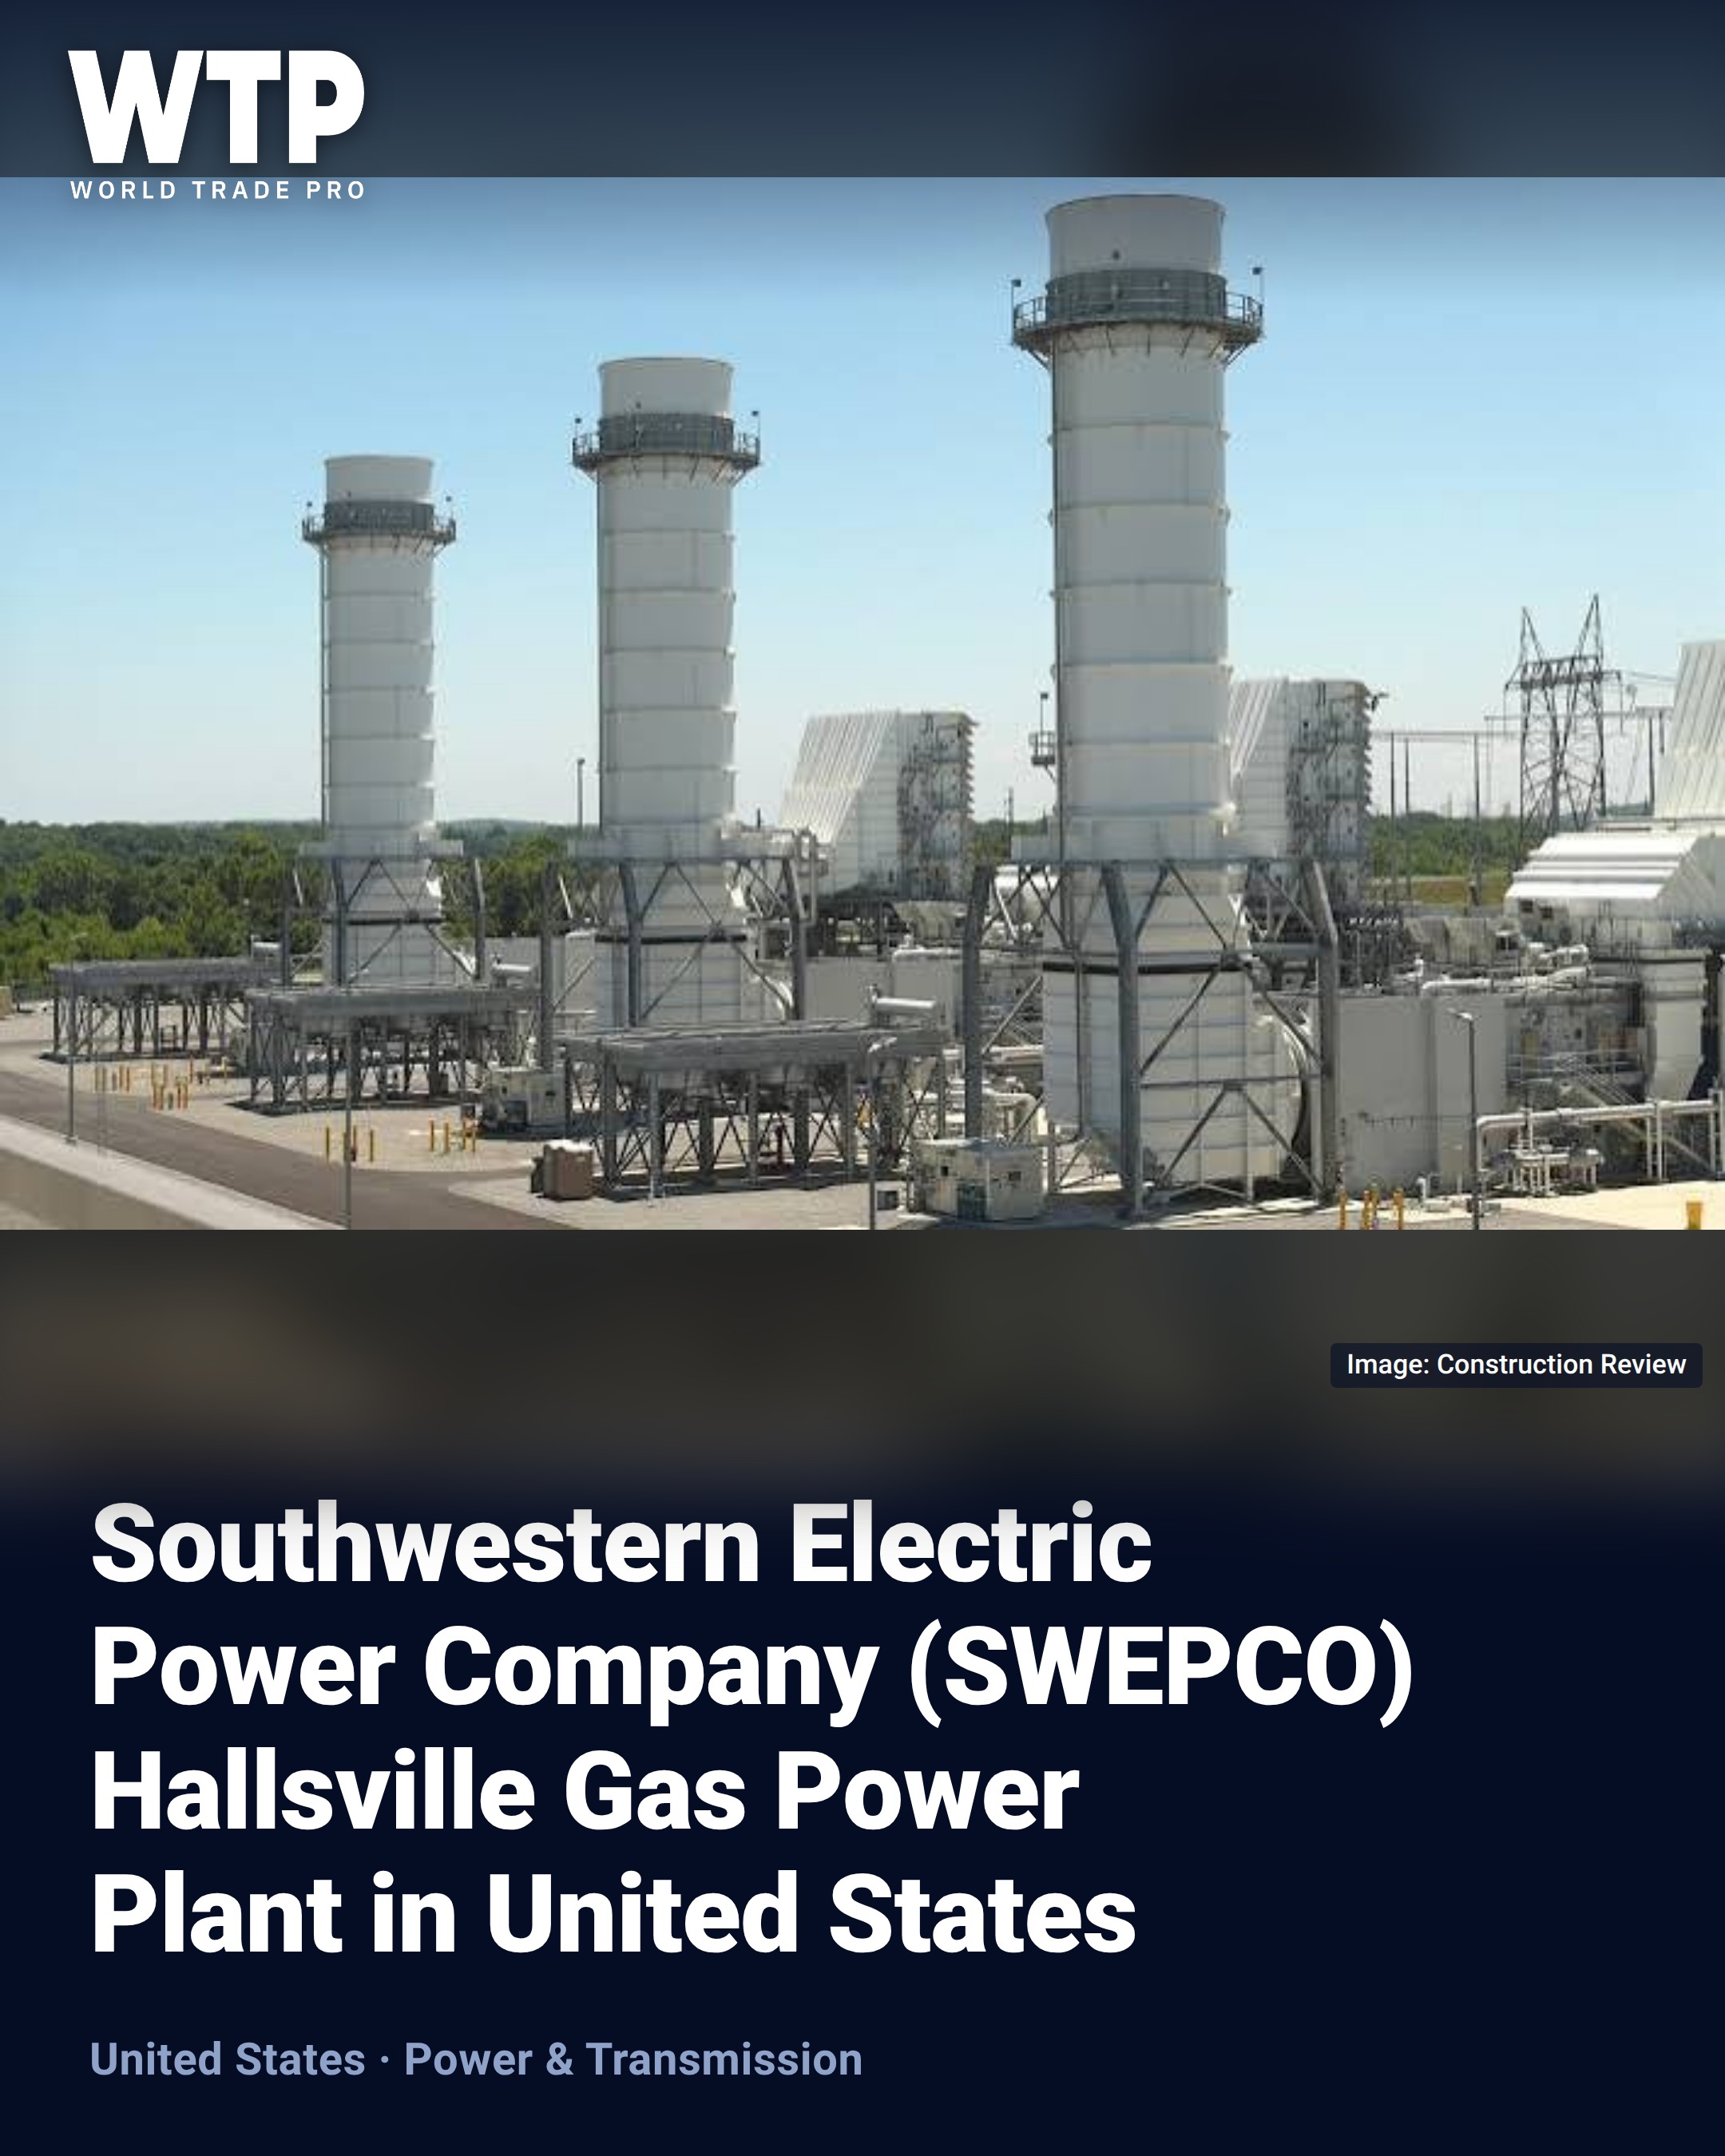 WTP
WORLD TRADE PRO
Image: Construction Review
Southwestern Electric
Power Company (SWEPCO)
Hallsville Gas Power
Plant in United States
United States · Power & Transmission